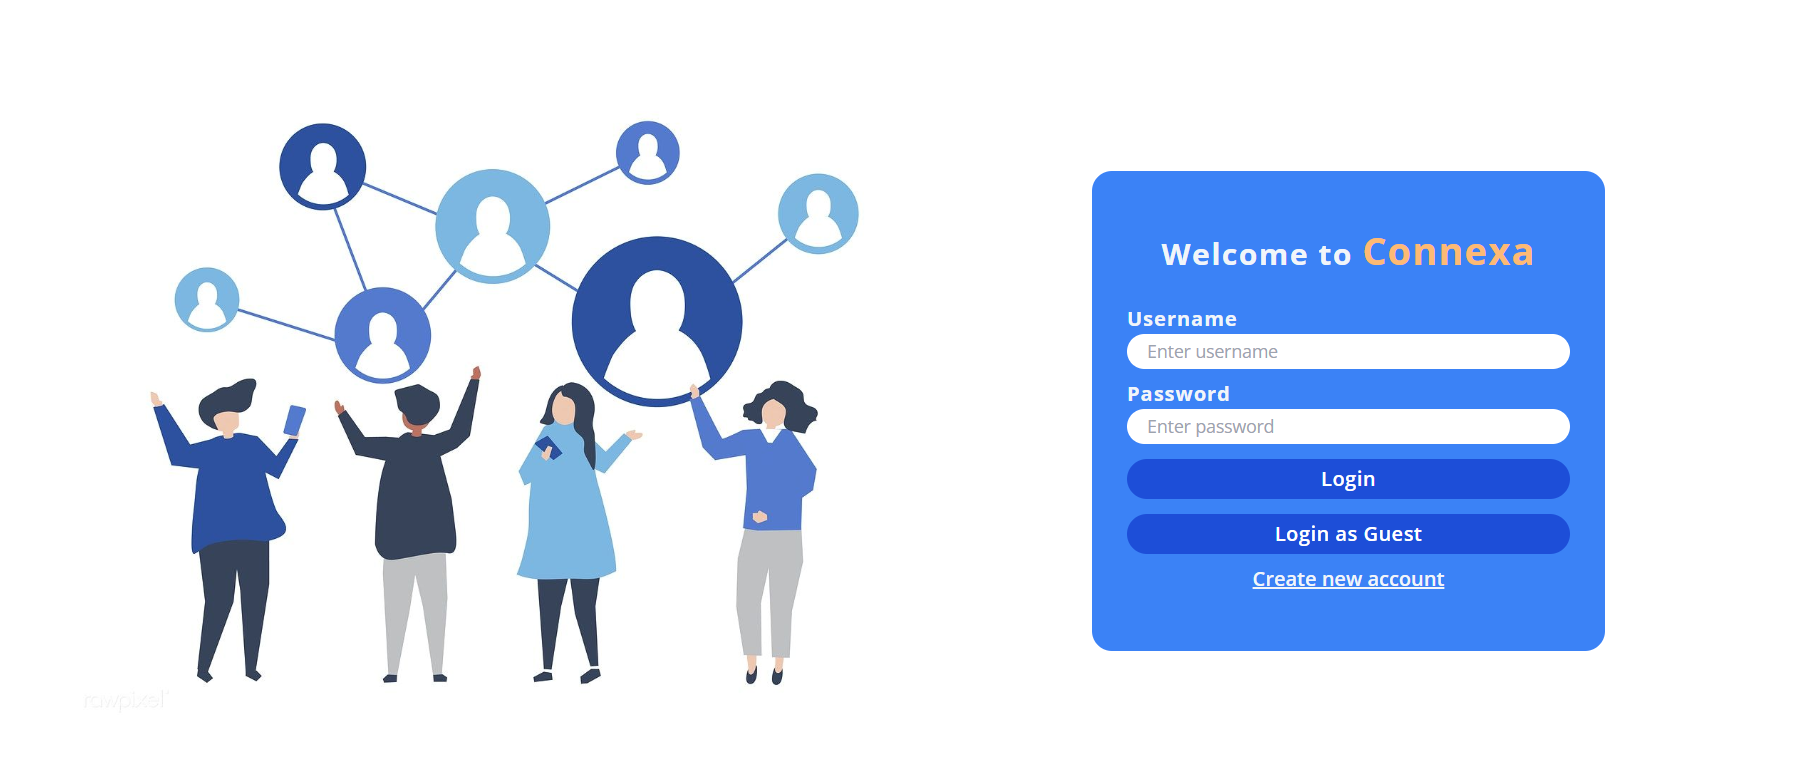 Welcome to Connexa
Username
Enter username
Password
Enter password
Login
Login as Guest
Create new account
rawpixel